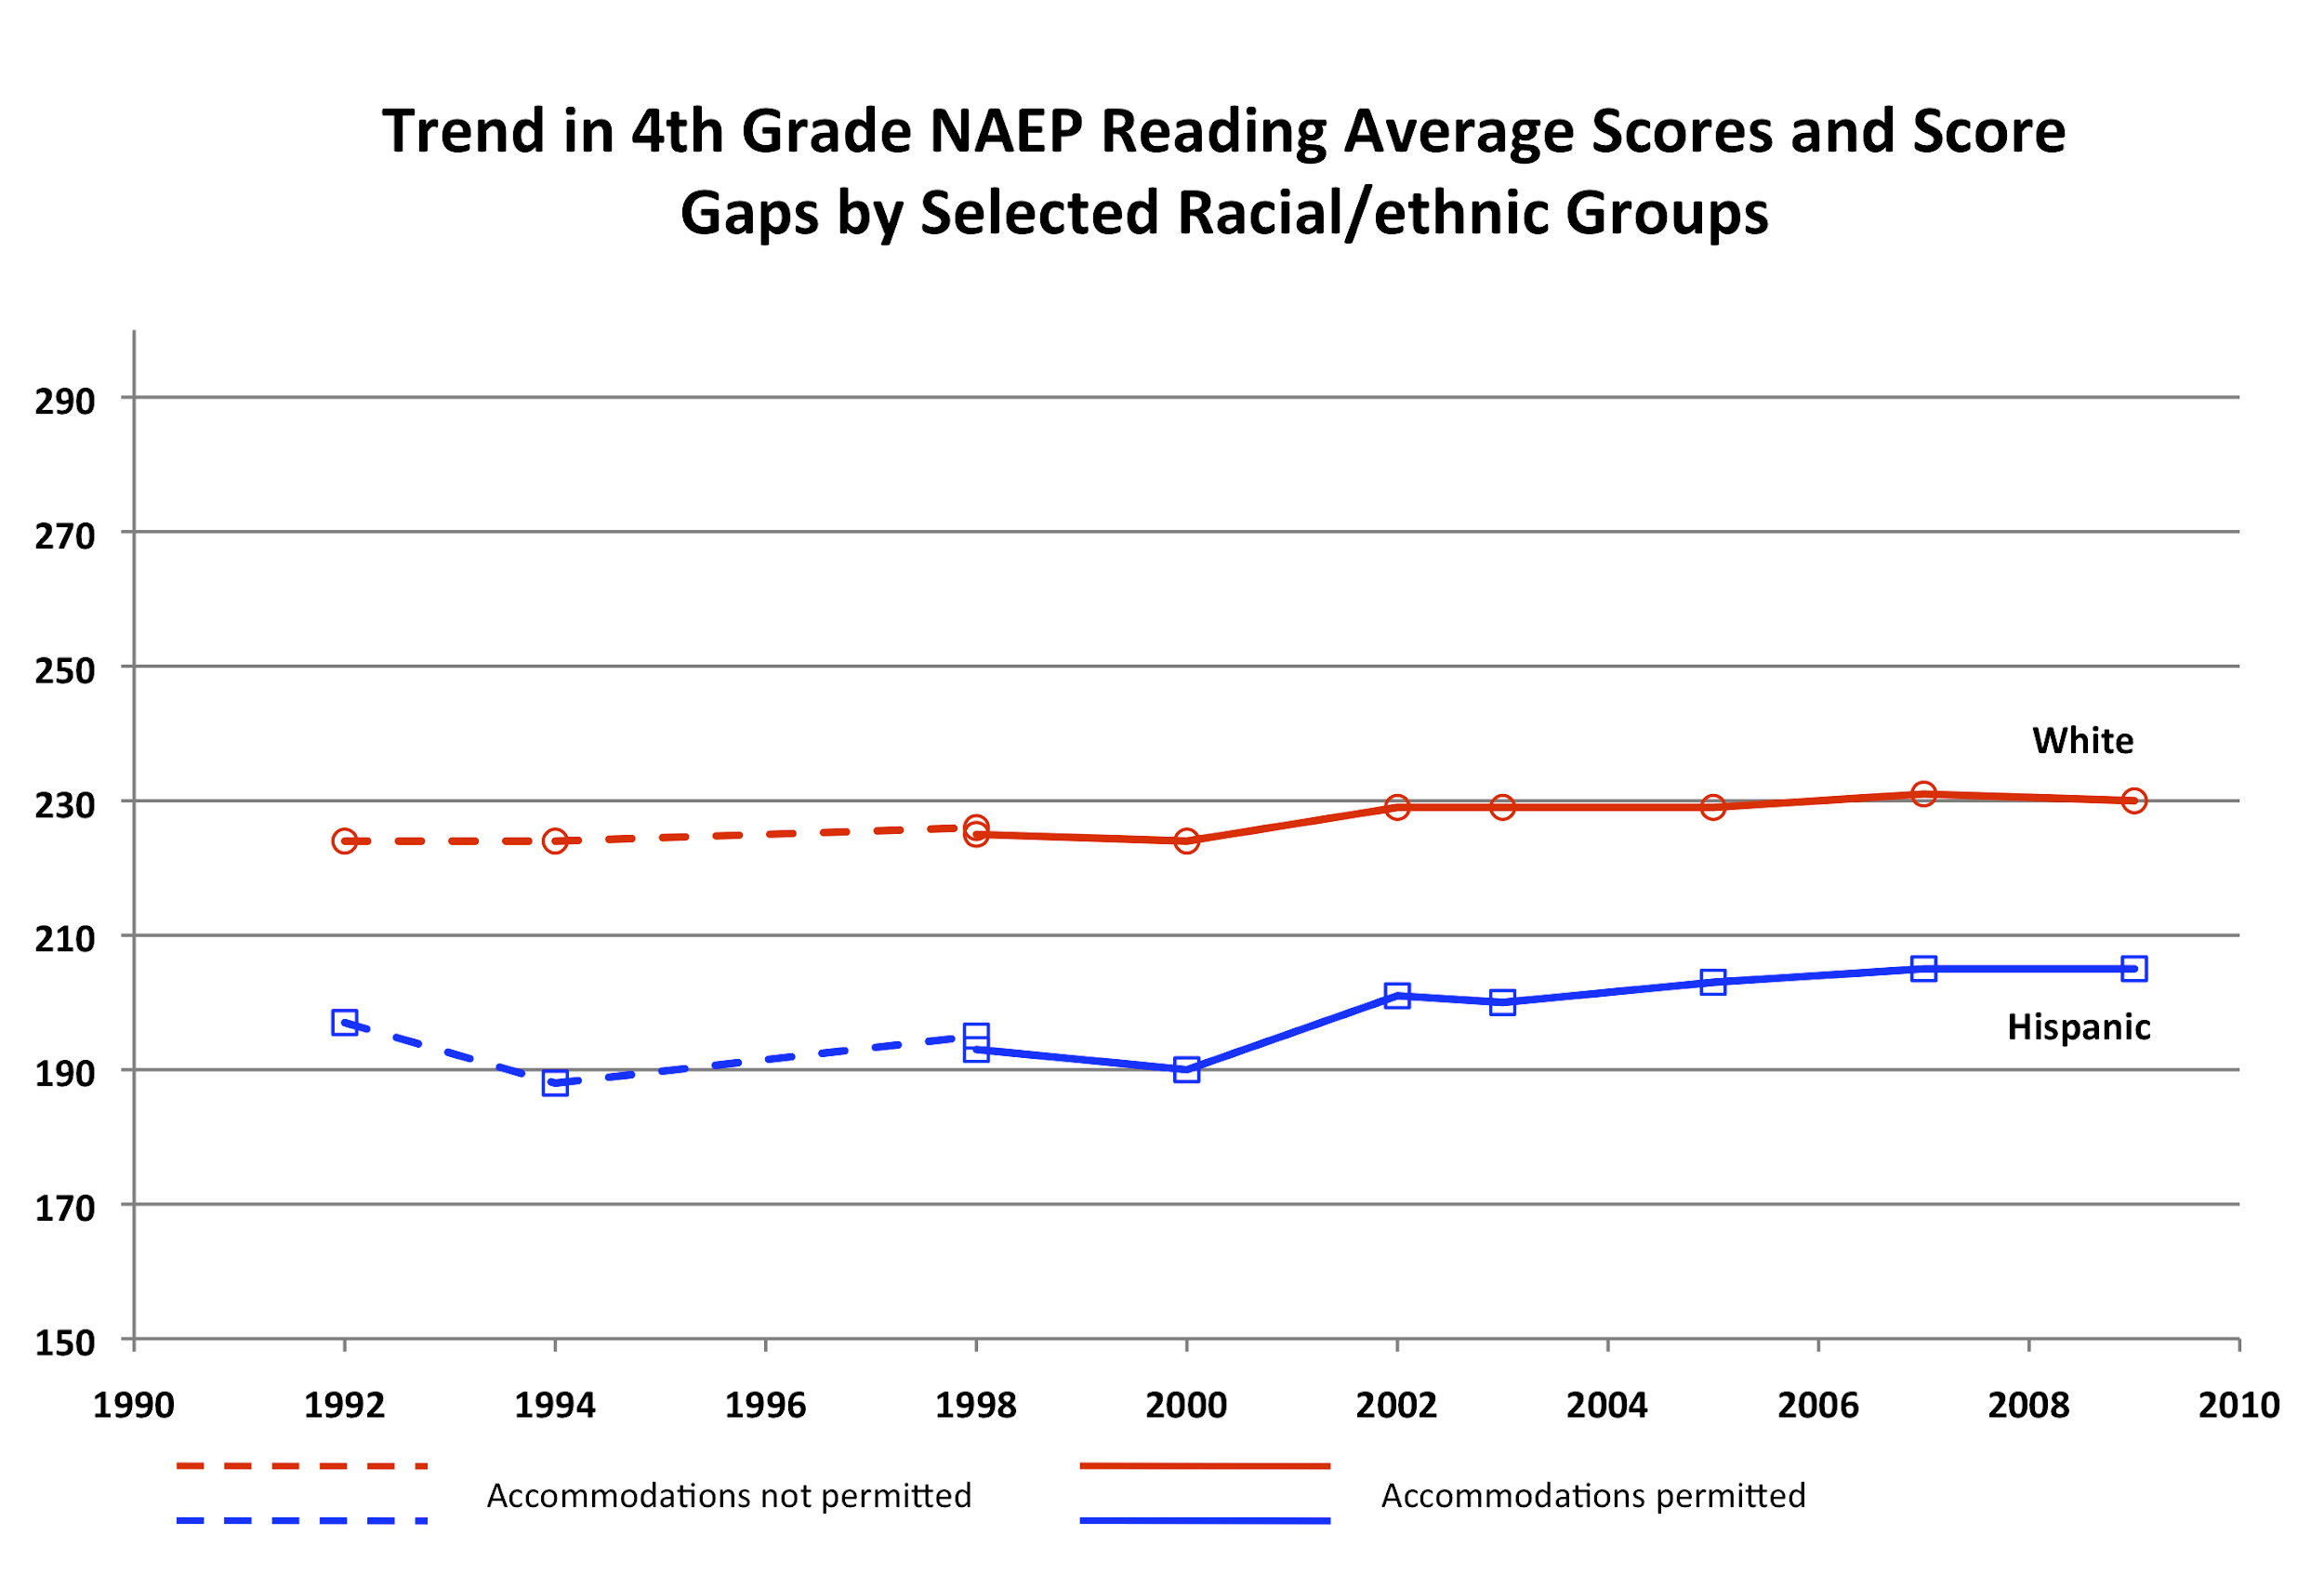 Trend in 4th Grade NAEP Reading Average Scores and Score
Gaps by Selected Racial/ethnic Groups
290
270
250
White
230
210
Hispanic
190
170
150
1990 1992 1994 1996 1998 2000 2002 2004 2006 2008 2010
Accommodations not permitted Accommodations permitted